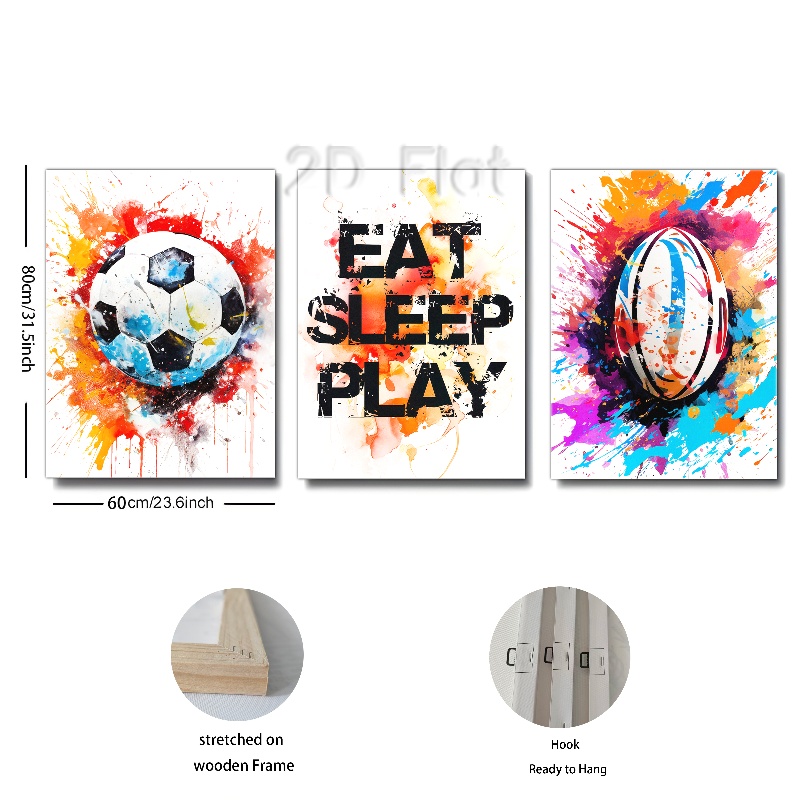 2D Flat
80cm/31.5inch
EAT
SLEEP
PLAY
60cm/23.6inch
stretched on
wooden Frame
Hook
Ready to Hang